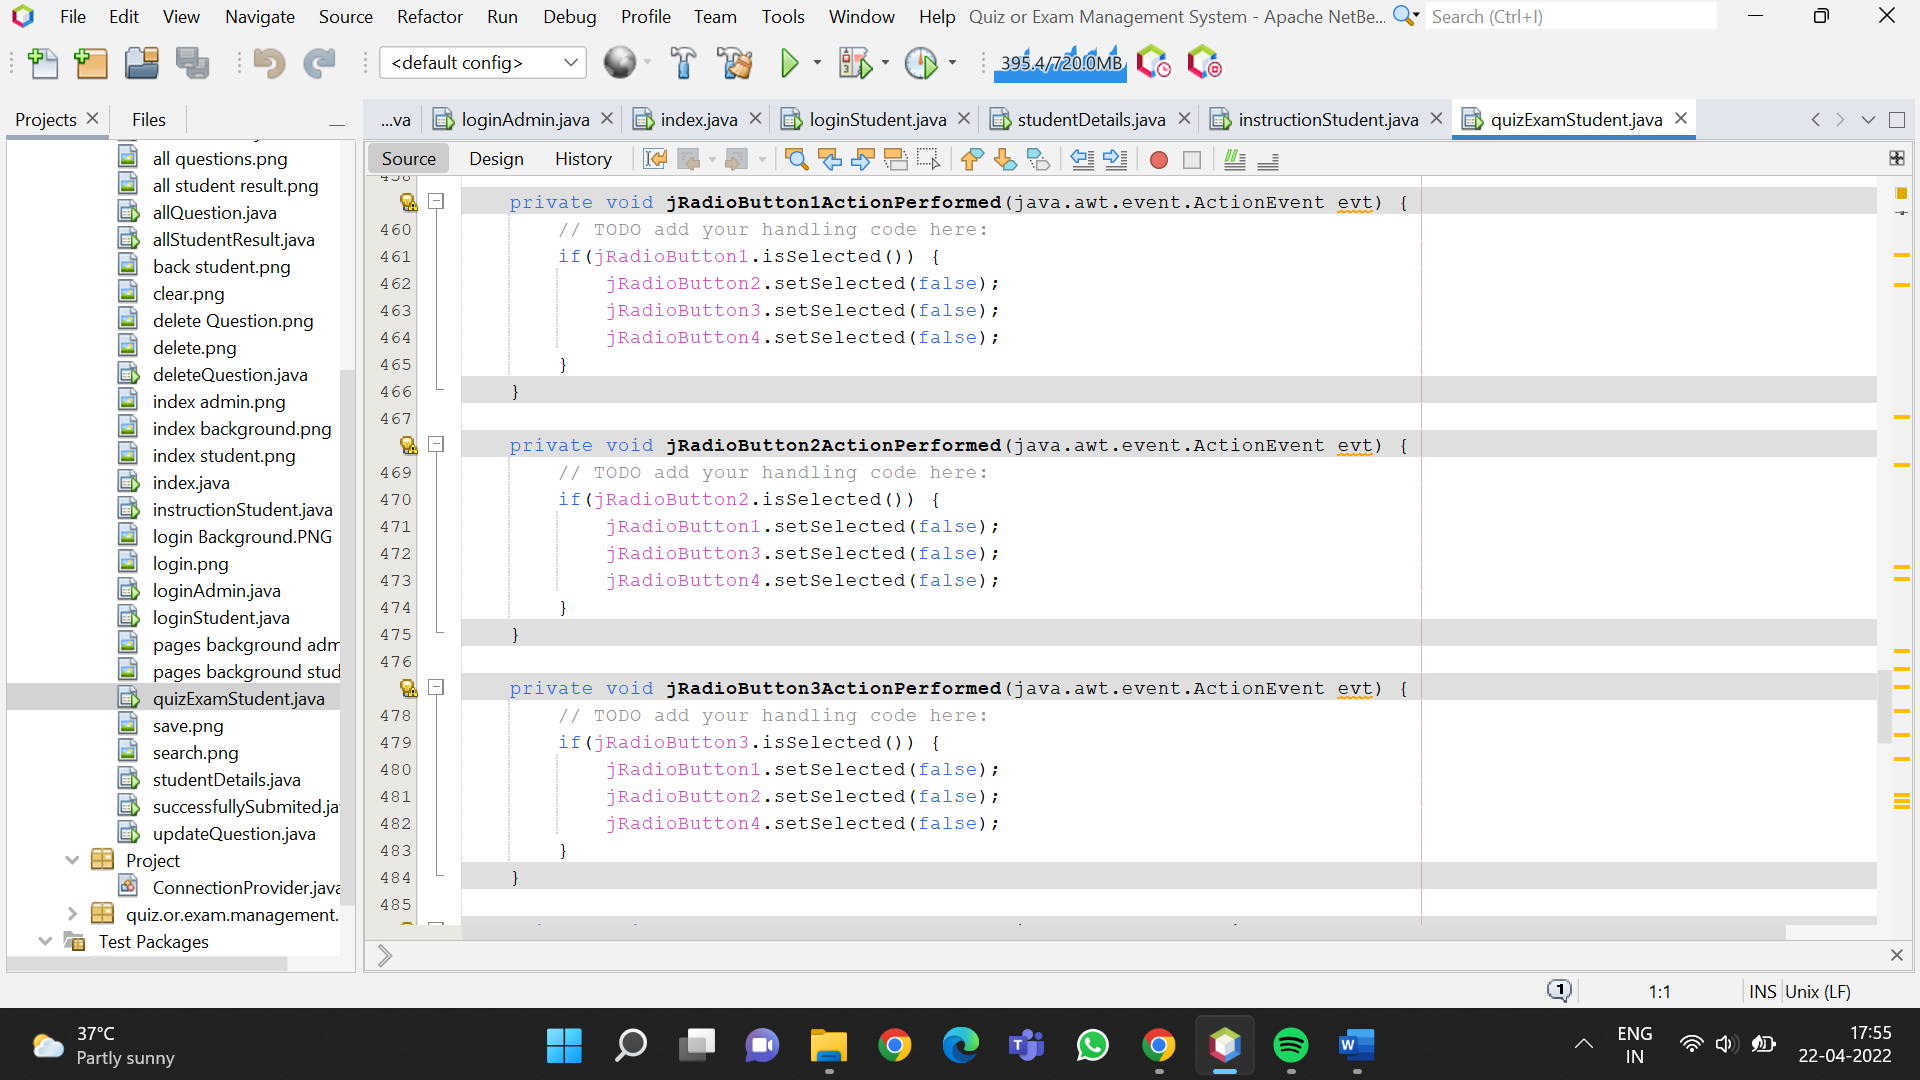 File Edit View Navigate Source Refactor Run Debug Profile Team Tools Window Help Quiz or Exam Management System - Apache NetBe... Search (Ctrl+I)
<default config> 395.4/720.0MB
Projects Files
...va loginAdmin.java index.java loginStudent.java studentDetails.java instructionStudent.java quizExamStudent.java
Source Design History
all questions.png
all student result.png
allQuestion.java
allStudentResult.java
back student.png
clear.png
delete Question.png
delete.png
deleteQuestion.java
index admin.png
index background.png
index student.png
index.java
instructionStudent.java
login Background.PNG
login.png
loginAdmin.java
loginStudent.java
pages background adm
pages background stud
quizExamStudent.java
save.png
search.png
studentDetails.java
successfullySubmited.ja
updateQuestion.java
Project
ConnectionProvider.java
quiz.or.exam.management.
Test Packages
private void jRadioButton1ActionPerformed(java.awt.event.ActionEvent evt) {
460 // TODO add your handling code here:
461 if(jRadioButton1.isSelected()) {
462 jRadioButton2.setSelected(false);
463 jRadioButton3.setSelected(false);
464 jRadioButton4.setSelected(false);
465 }
466 }
467
private void jRadioButton2ActionPerformed(java.awt.event.ActionEvent evt) {
469 // TODO add your handling code here:
470 if(jRadioButton2.isSelected()) {
471 jRadioButton1.setSelected(false);
472 jRadioButton3.setSelected(false);
473 jRadioButton4.setSelected(false);
474 }
475 }
476
private void jRadioButton3ActionPerformed(java.awt.event.ActionEvent evt) {
478 // TODO add your handling code here:
479 if(jRadioButton3.isSelected()) {
480 jRadioButton1.setSelected(false);
481 jRadioButton2.setSelected(false);
482 jRadioButton4.setSelected(false);
483 }
484 }
485
1 1:1 INS Unix (LF)
37°C
Partly sunny
ENG
IN
17:55
22-04-2022